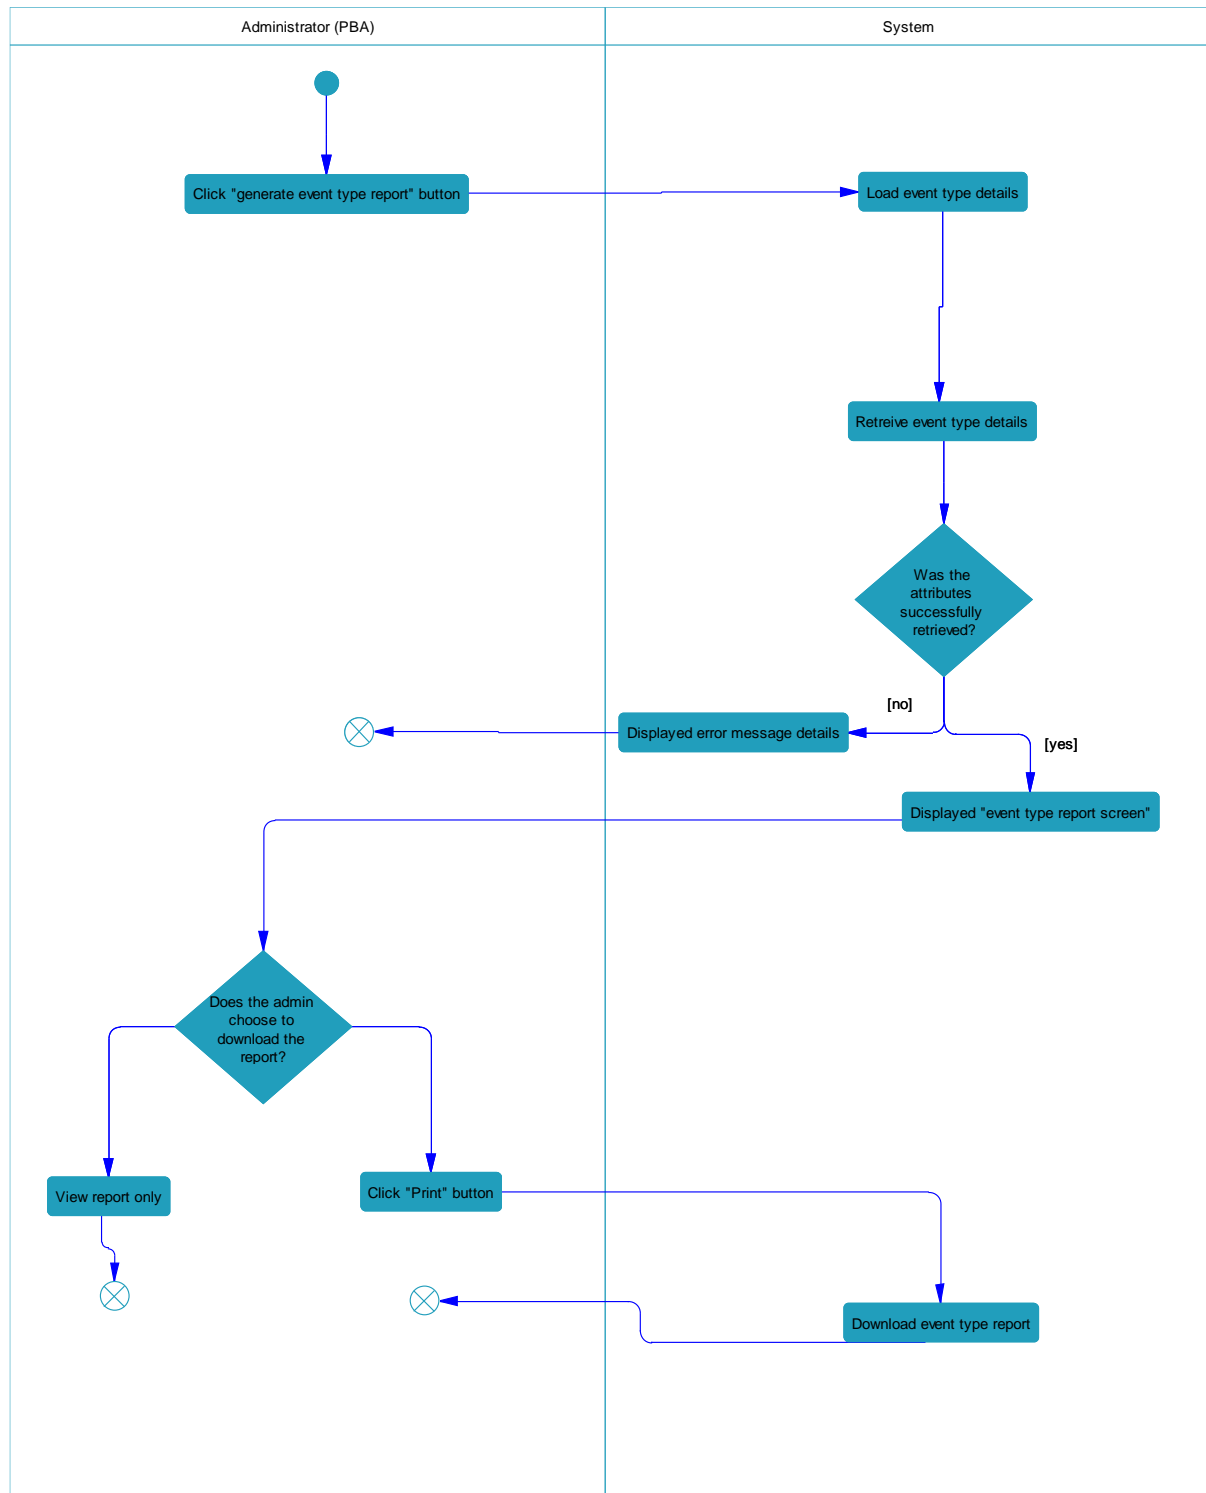 Administrator (PBA)
System
Click "generate event type report" button
Load event type details
Retreive event type details
Was the
attributes
successfully
retrieved?
[no]
Displayed error message details
[yes]
Displayed "event type report screen"
Does the admin
choose to
download the
report?
View report only
Click "Print" button
Download event type report